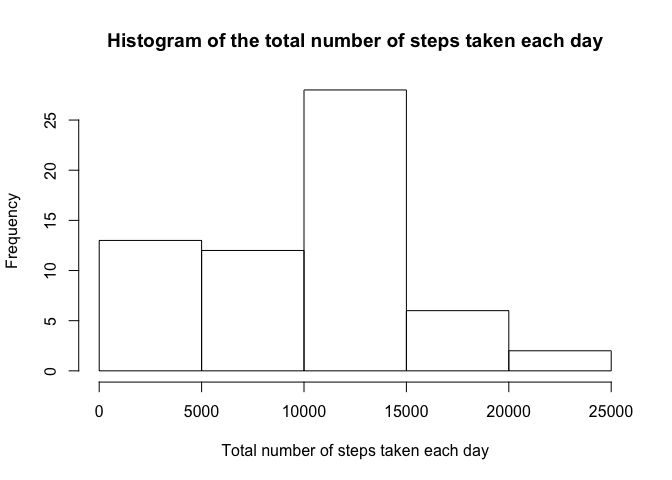 Histogram of the total number of steps taken each day
Frequency
25
20
15
10
5
0
0 5000 10000 15000 20000 25000
Total number of steps taken each day